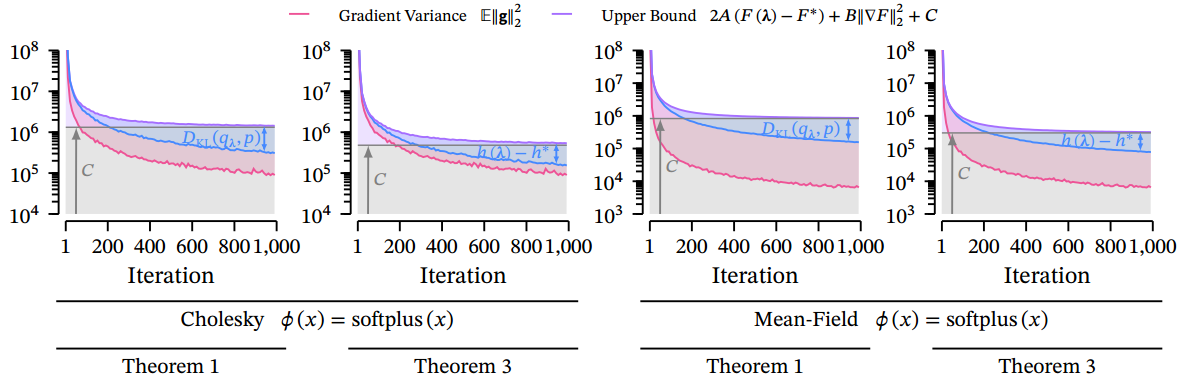 Gradient Variance 𝔼‖𝐠‖₂² Upper Bound 2A (F (𝛌) − F*) + B‖∇F‖₂² + C
10⁸ 10⁸ 10⁸ 10⁸
10⁷ 10⁷ 10⁷ 10⁷
10⁶ 10⁶ 10⁶ 10⁶
10⁵ 10⁵ 10⁵ 10⁵
10⁴ 10⁴ 10⁴ 10⁴
10³ 10³
D_KL(q_λ, p) h(𝛌) − h* D_KL(q_λ, p) h(𝛌) − h*
C C C C
1 200 400 600 800 1,000 1 200 400 600 800 1,000 1 200 400 600 800 1,000 1 200 400 600 800 1,000
Iteration Iteration Iteration Iteration
Cholesky ϕ(x) = softplus(x) Mean-Field ϕ(x) = softplus(x)
Theorem 1 Theorem 3 Theorem 1 Theorem 3